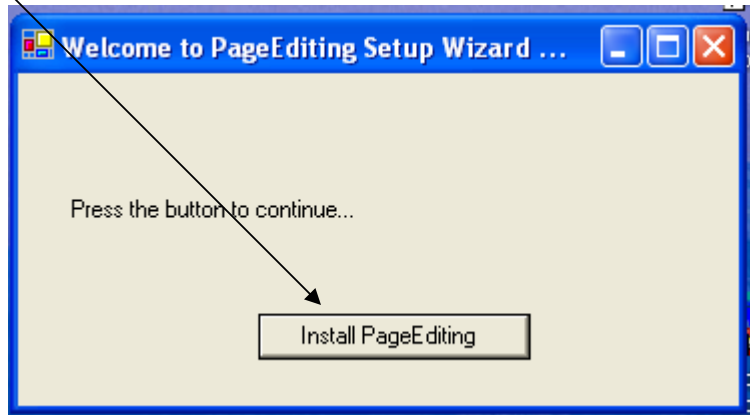 Welcome to PageEditing Setup Wizard ...
Press the button to continue...
Install PageEditing